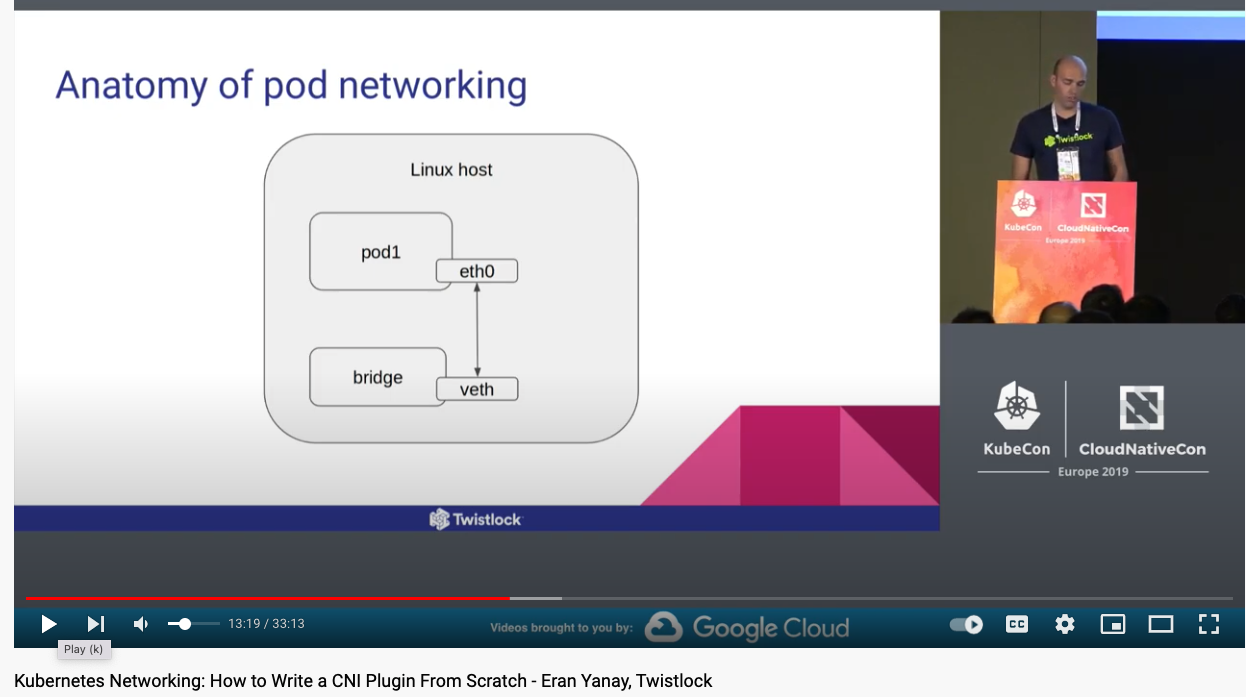 Anatomy of pod networking
Linux host
pod1
eth0
bridge
veth
Twistlock
Twistlock
KubeCon
CloudNativeCon
Europe 2019
KubeCon
CloudNativeCon
Europe 2019
13:19 / 33:13
Videos brought to you by:
Google Cloud
CC
Play (k)
Kubernetes Networking: How to Write a CNI Plugin From Scratch - Eran Yanay, Twistlock